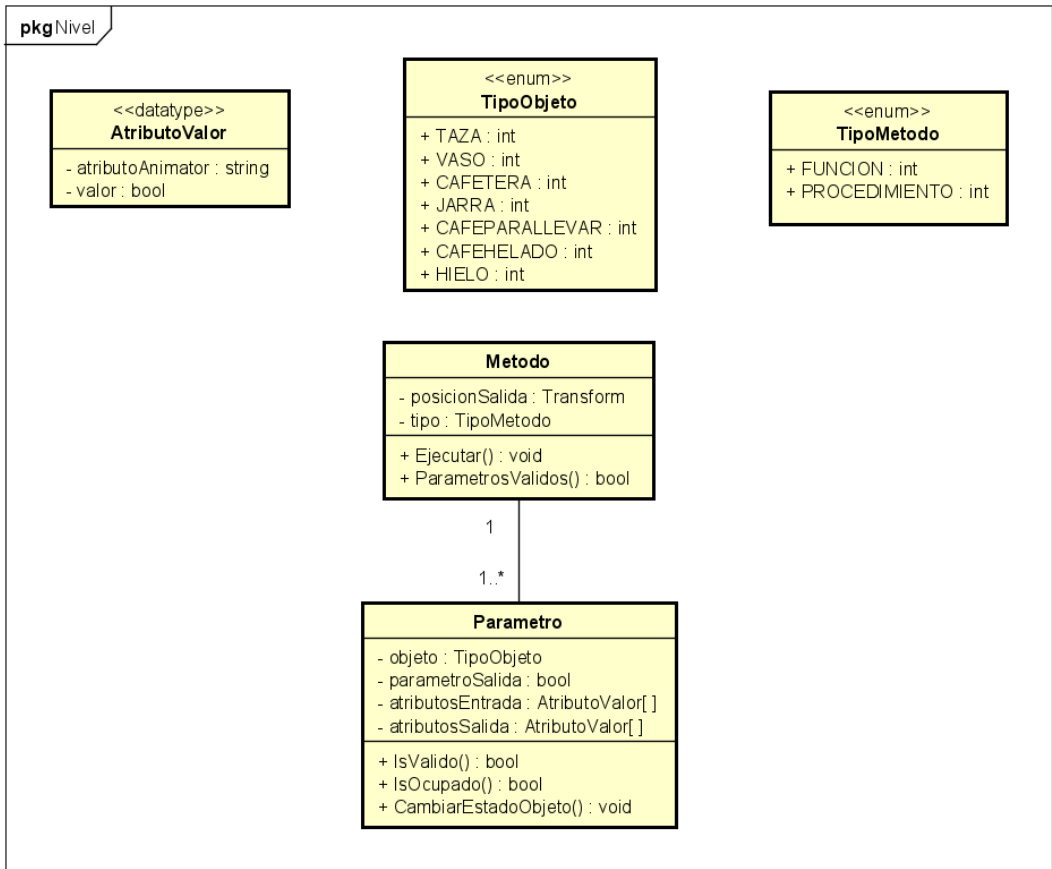 pkg Nivel
<<datatype>>
AtributoValor
- atributoAnimator : string
- valor : bool
<<enum>>
TipoObjeto
+ TAZA : int
+ VASO : int
+ CAFETERA : int
+ JARRA : int
+ CAFEPARALLEVAR : int
+ CAFEHELADO : int
+ HIELO : int
<<enum>>
TipoMetodo
+ FUNCION : int
+ PROCEDIMIENTO : int
Metodo
- posicionSalida : Transform
- tipo : TipoMetodo
+ Ejecutar() : void
+ ParametrosValidos() : bool
1
1..*
Parametro
- objeto : TipoObjeto
- parametroSalida : bool
- atributosEntrada : AtributoValor[ ]
- atributosSalida : AtributoValor[ ]
+ IsValido() : bool
+ IsOcupado() : bool
+ CambiarEstadoObjeto() : void